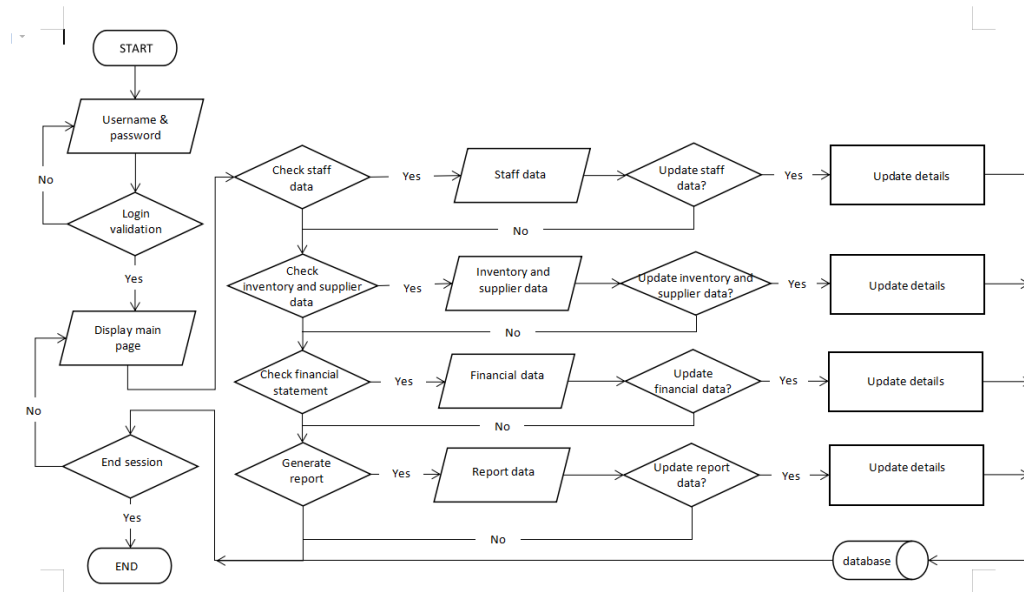 START
Username &
password
No
Login
validation
Yes
Display main
page
No
End session
Yes
END
Check staff
data
Yes
Staff data
Update staff
data?
Yes
Update details
No
Check
inventory and supplier
data
Yes
Inventory and
supplier data
Update inventory and
supplier data?
Yes
Update details
No
Check financial
statement
Yes
Financial data
Update
financial data?
Yes
Update details
No
Generate
report
Yes
Report data
Update report
data?
Yes
Update details
No
database